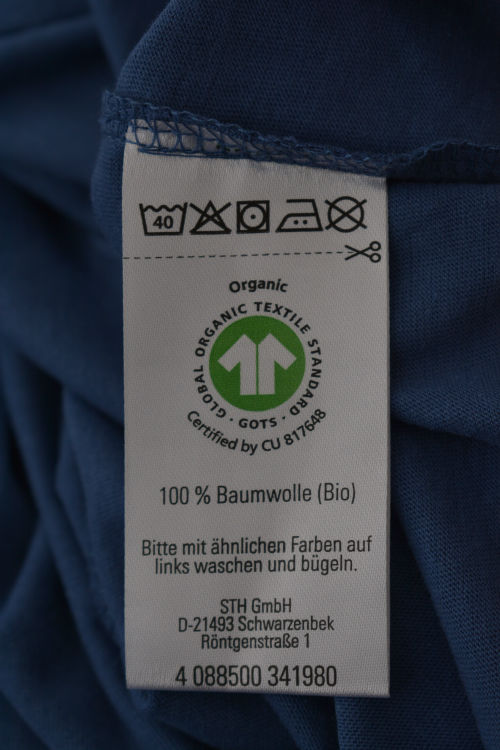 40
Organic
GLOBAL ORGANIC TEXTILE STANDARD
· GOTS ·
Certified by CU 817648
100 % Baumwolle (Bio)
Bitte mit ähnlichen Farben auf
links waschen und bügeln.
STH GmbH
D-21493 Schwarzenbek
Röntgenstraße 1
4 088500 341980